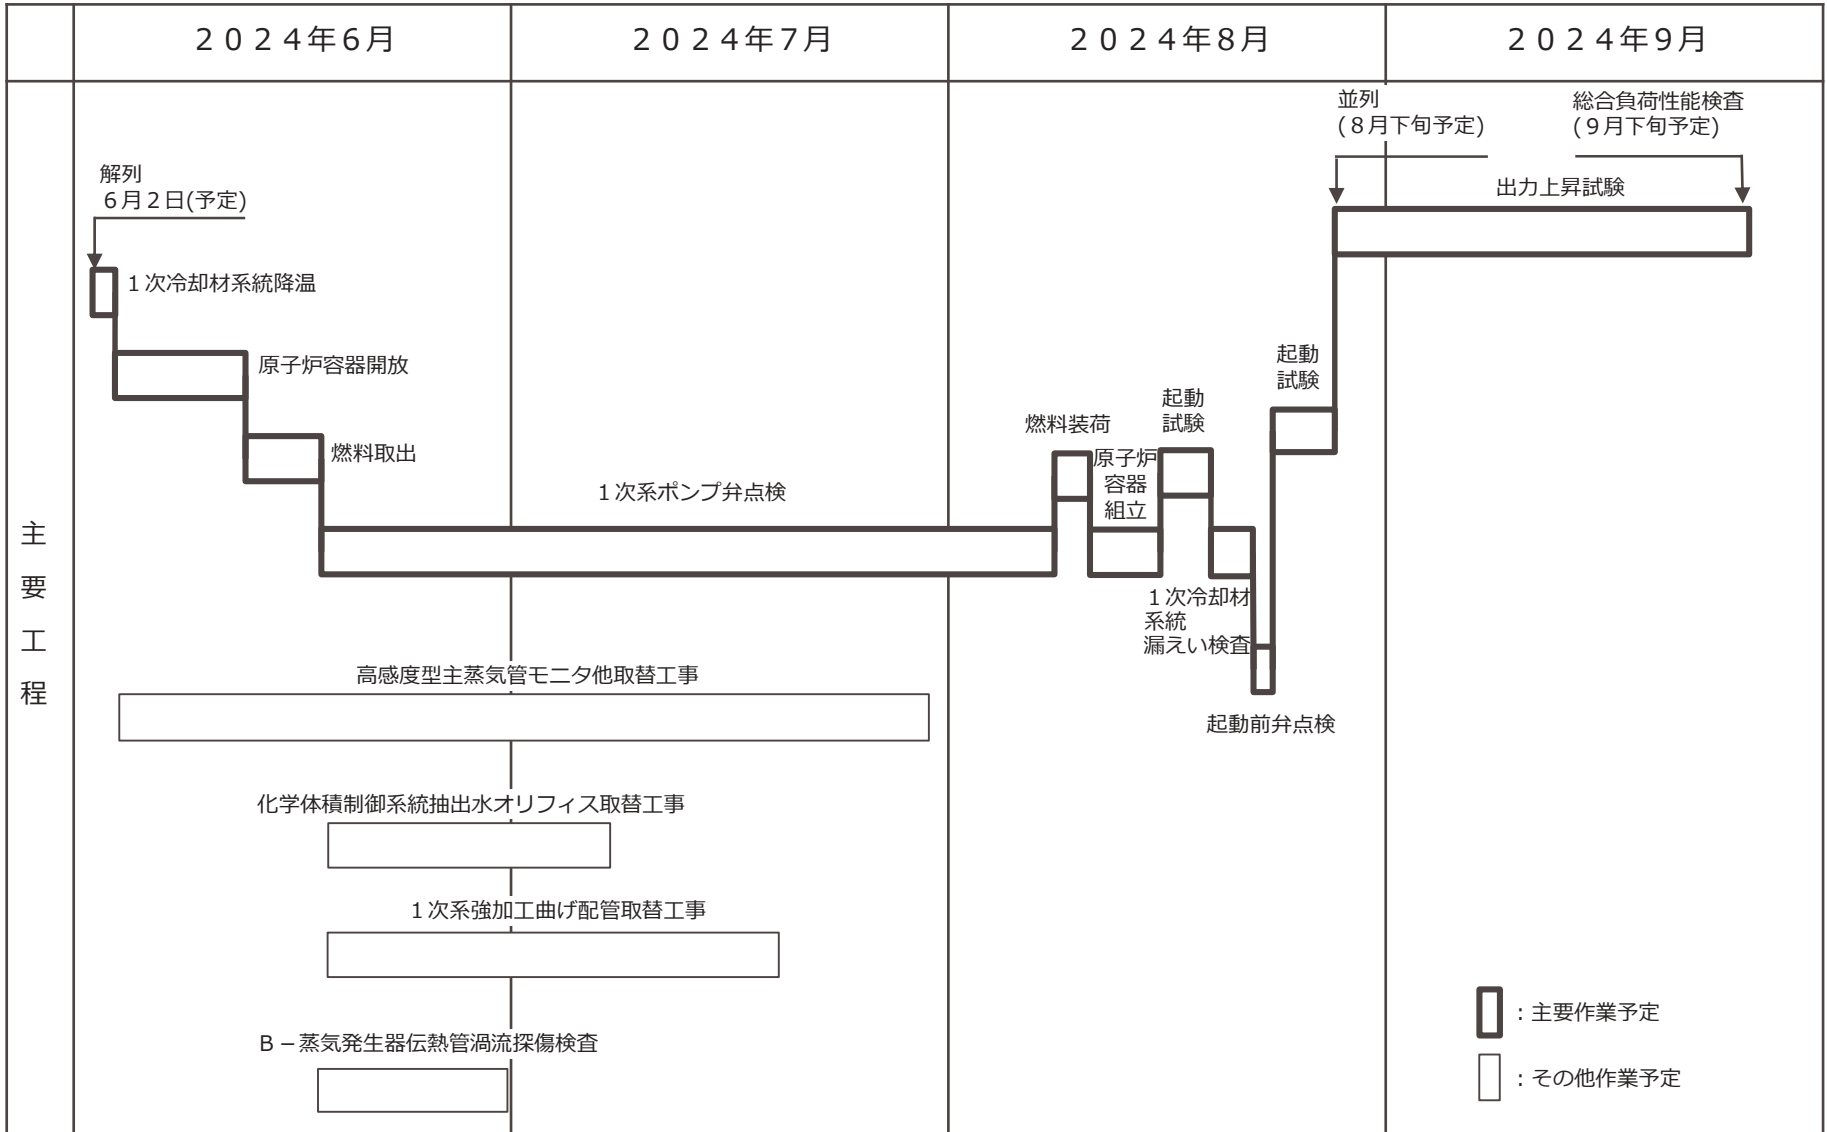 ２０２４年６月
２０２４年７月
２０２４年８月
２０２４年９月
主要工程
解列
６月２日(予定)
並列
(８月下旬予定)
総合負荷性能検査
(９月下旬予定)
出力上昇試験
１次冷却材系統降温
原子炉容器開放
燃料取出
１次系ポンプ弁点検
燃料装荷
原子炉
容器
組立
起動
試験
１次冷却材
系統
漏えい検査
起動前弁点検
起動
試験
高感度型主蒸気管モニタ他取替工事
化学体積制御系統抽出水オリフィス取替工事
１次系強加工曲げ配管取替工事
Ｂ－蒸気発生器伝熱管渦流探傷検査
：主要作業予定
：その他作業予定